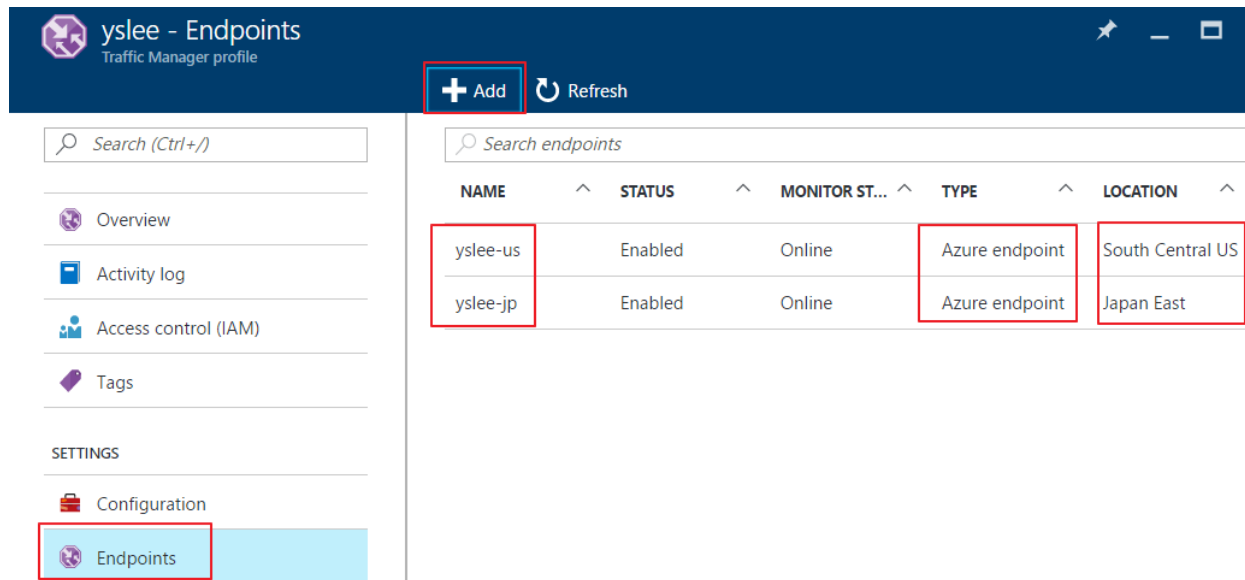 yslee - Endpoints
Traffic Manager profile
Add
Refresh
Search (Ctrl+/)
Overview
Activity log
Access control (IAM)
Tags
SETTINGS
Configuration
Endpoints
Search endpoints
NAME STATUS MONITOR ST... TYPE LOCATION
yslee-us Enabled Online Azure endpoint South Central US
yslee-jp Enabled Online Azure endpoint Japan East